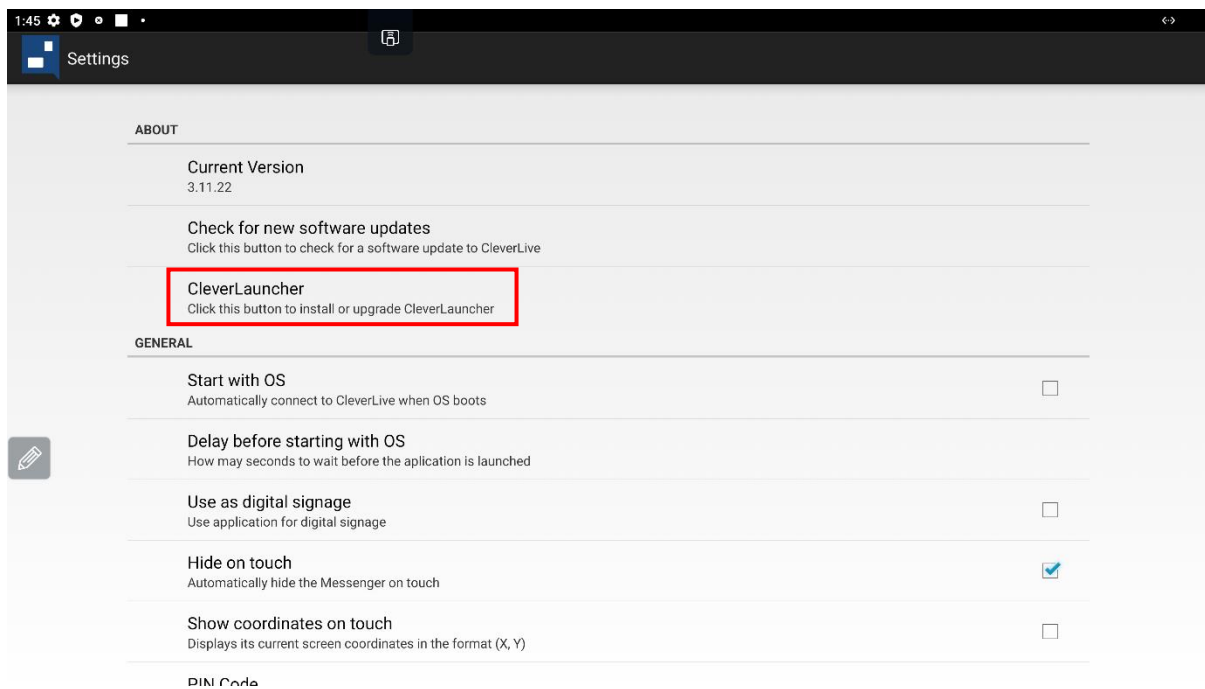 1:45
Settings
ABOUT
Current Version
3.11.22
Check for new software updates
Click this button to check for a software update to CleverLive
CleverLauncher
Click this button to install or upgrade CleverLauncher
GENERAL
Start with OS
Automatically connect to CleverLive when OS boots
Delay before starting with OS
How may seconds to wait before the aplication is launched
Use as digital signage
Use application for digital signage
Hide on touch
Automatically hide the Messenger on touch
Show coordinates on touch
Displays its current screen coordinates in the format (X, Y)
PIN Code